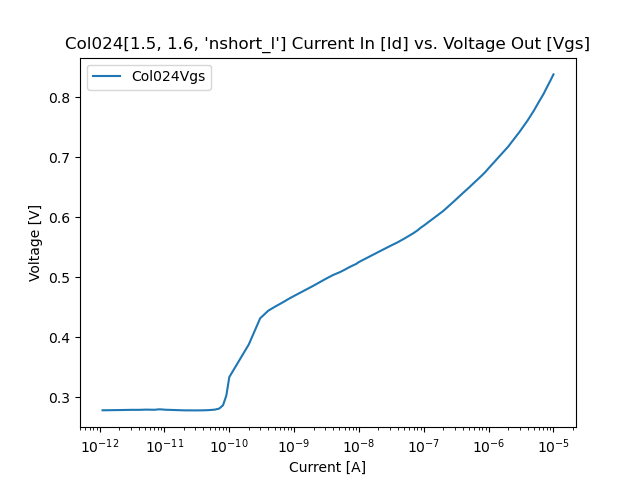 Col024[1.5, 1.6, 'nshort_l'] Current In [Id] vs. Voltage Out [Vgs]
Col024Vgs
0.8
0.7
0.6
0.5
0.4
0.3
Voltage [V]
10⁻¹² 10⁻¹¹ 10⁻¹⁰ 10⁻⁹ 10⁻⁸ 10⁻⁷ 10⁻⁶ 10⁻⁵
Current [A]